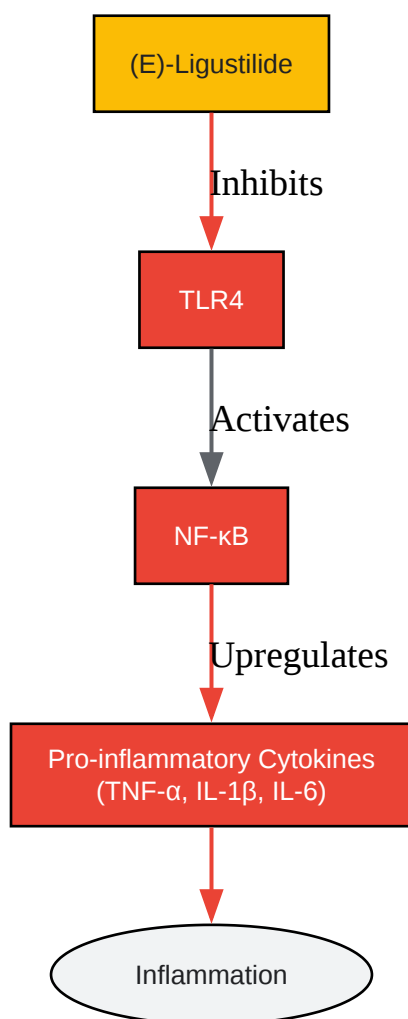 (E)-Ligustilide
Inhibits
TLR4
Activates
NF-κB
Upregulates
Pro-inflammatory Cytokines
(TNF-α, IL-1β, IL-6)
Inflammation